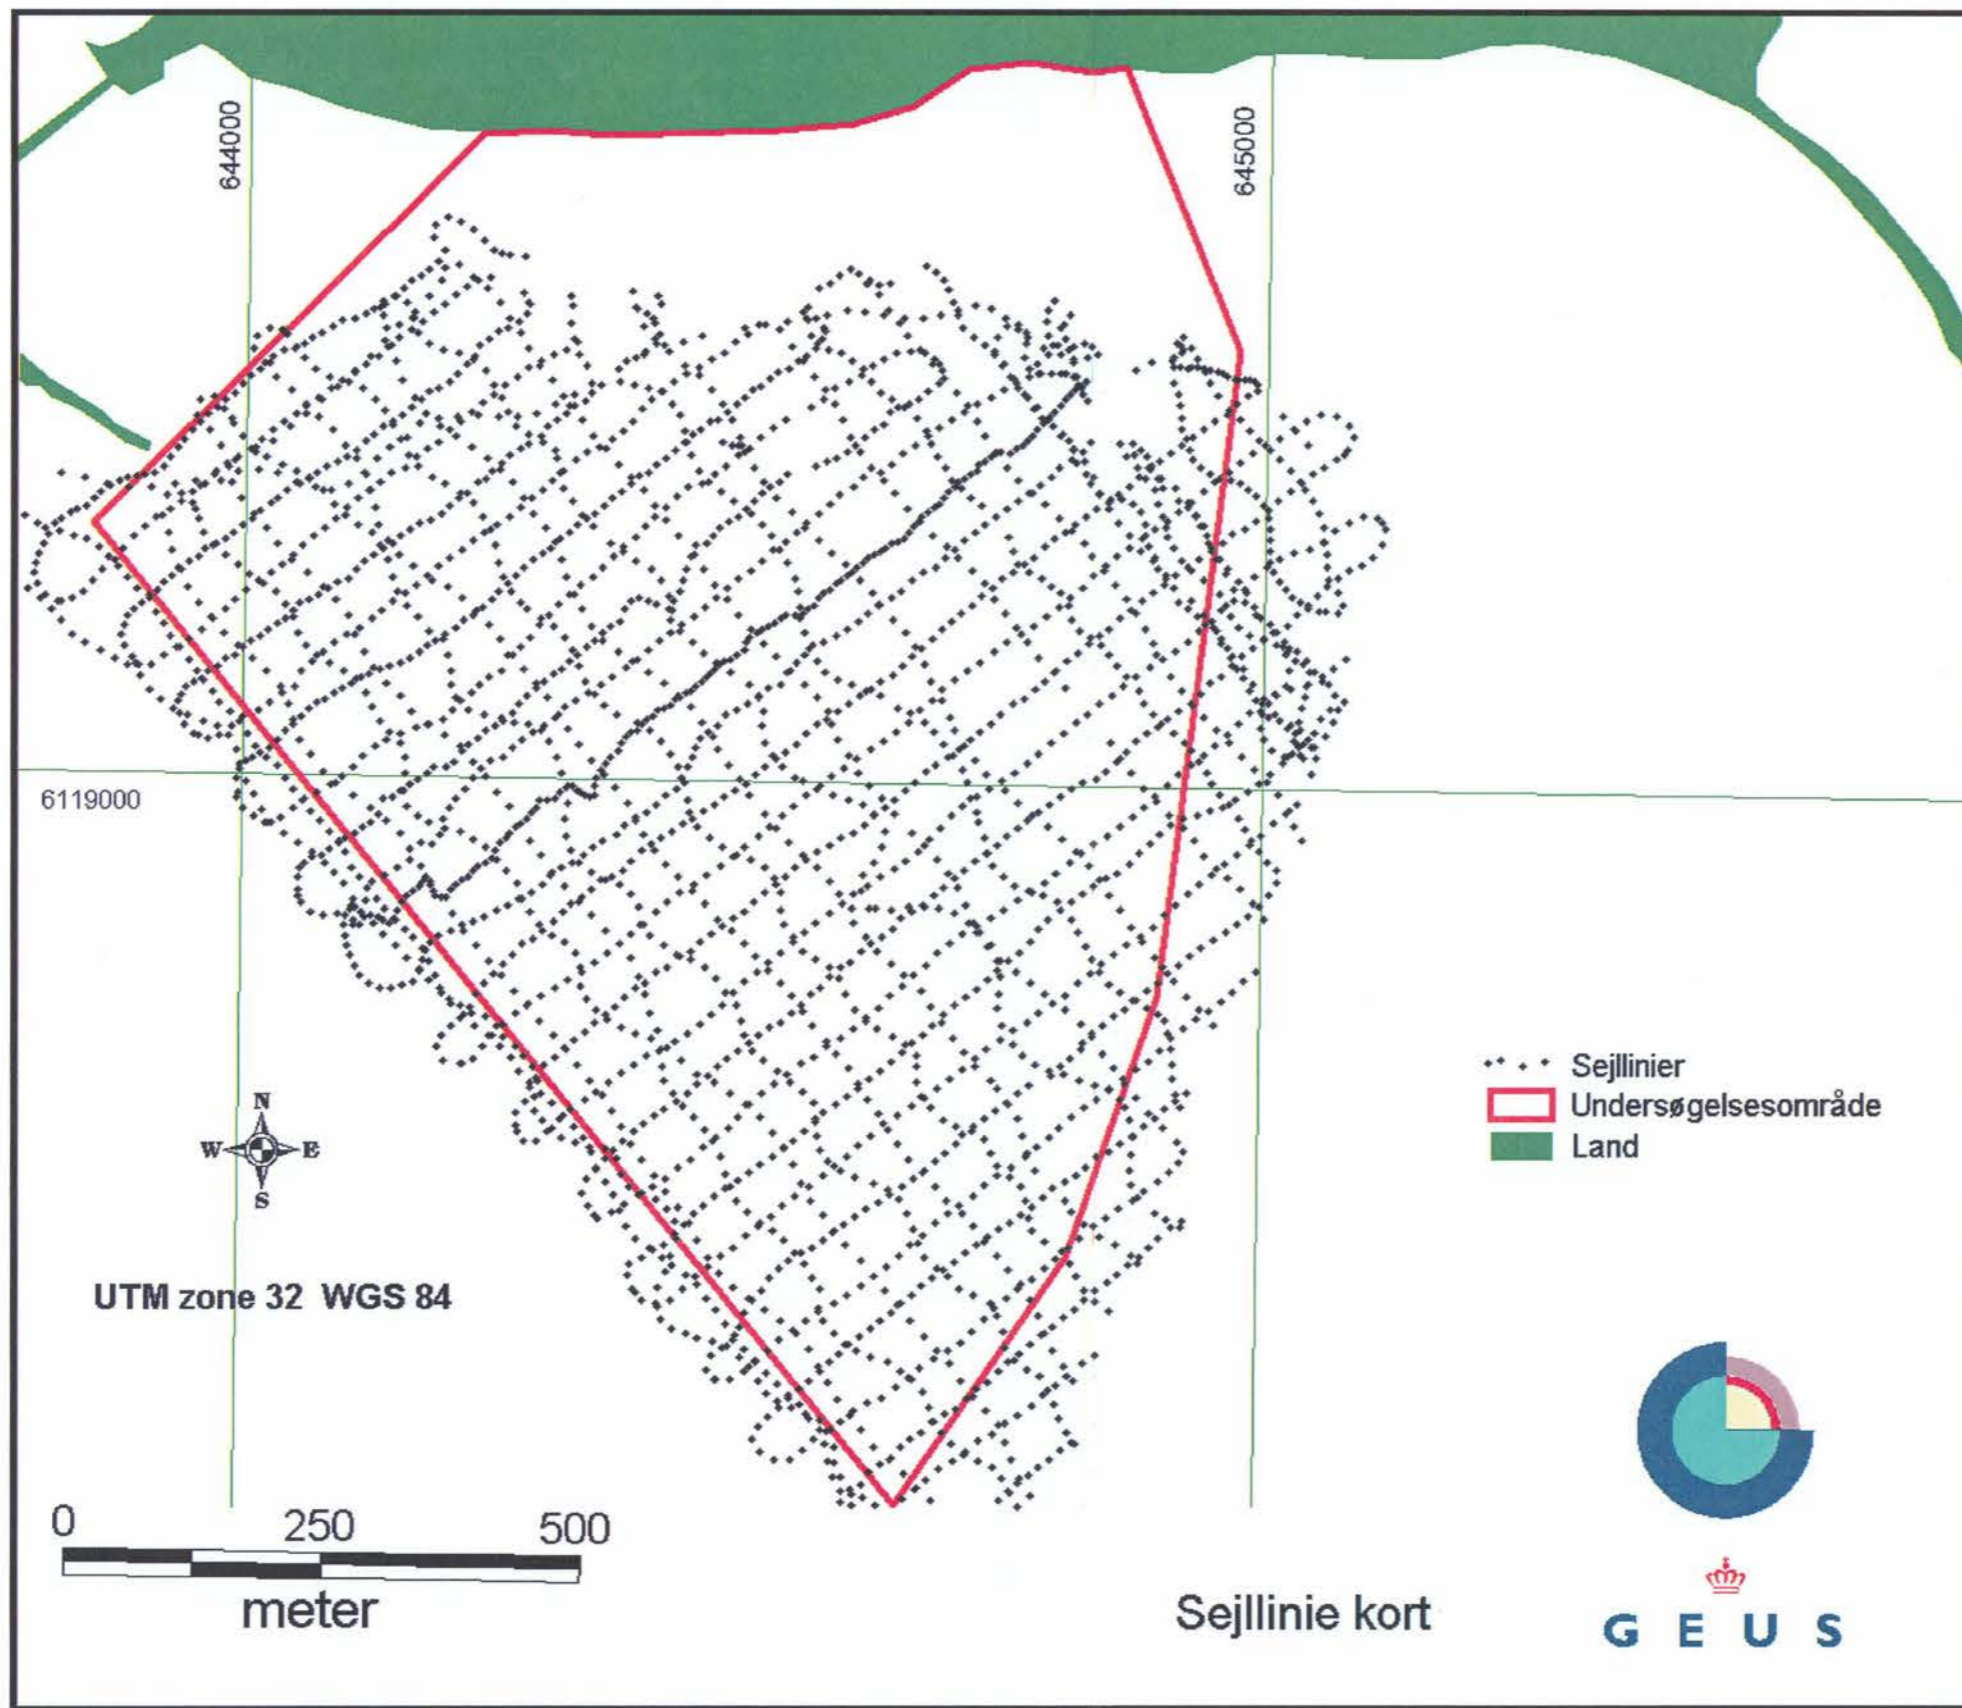 644000
645000
6119000
Sejllinier
Undersøgelsesområde
Land
N
W E
S
UTM zone 32 WGS 84
0 250 500
meter
Sejllinie kort
G E U S